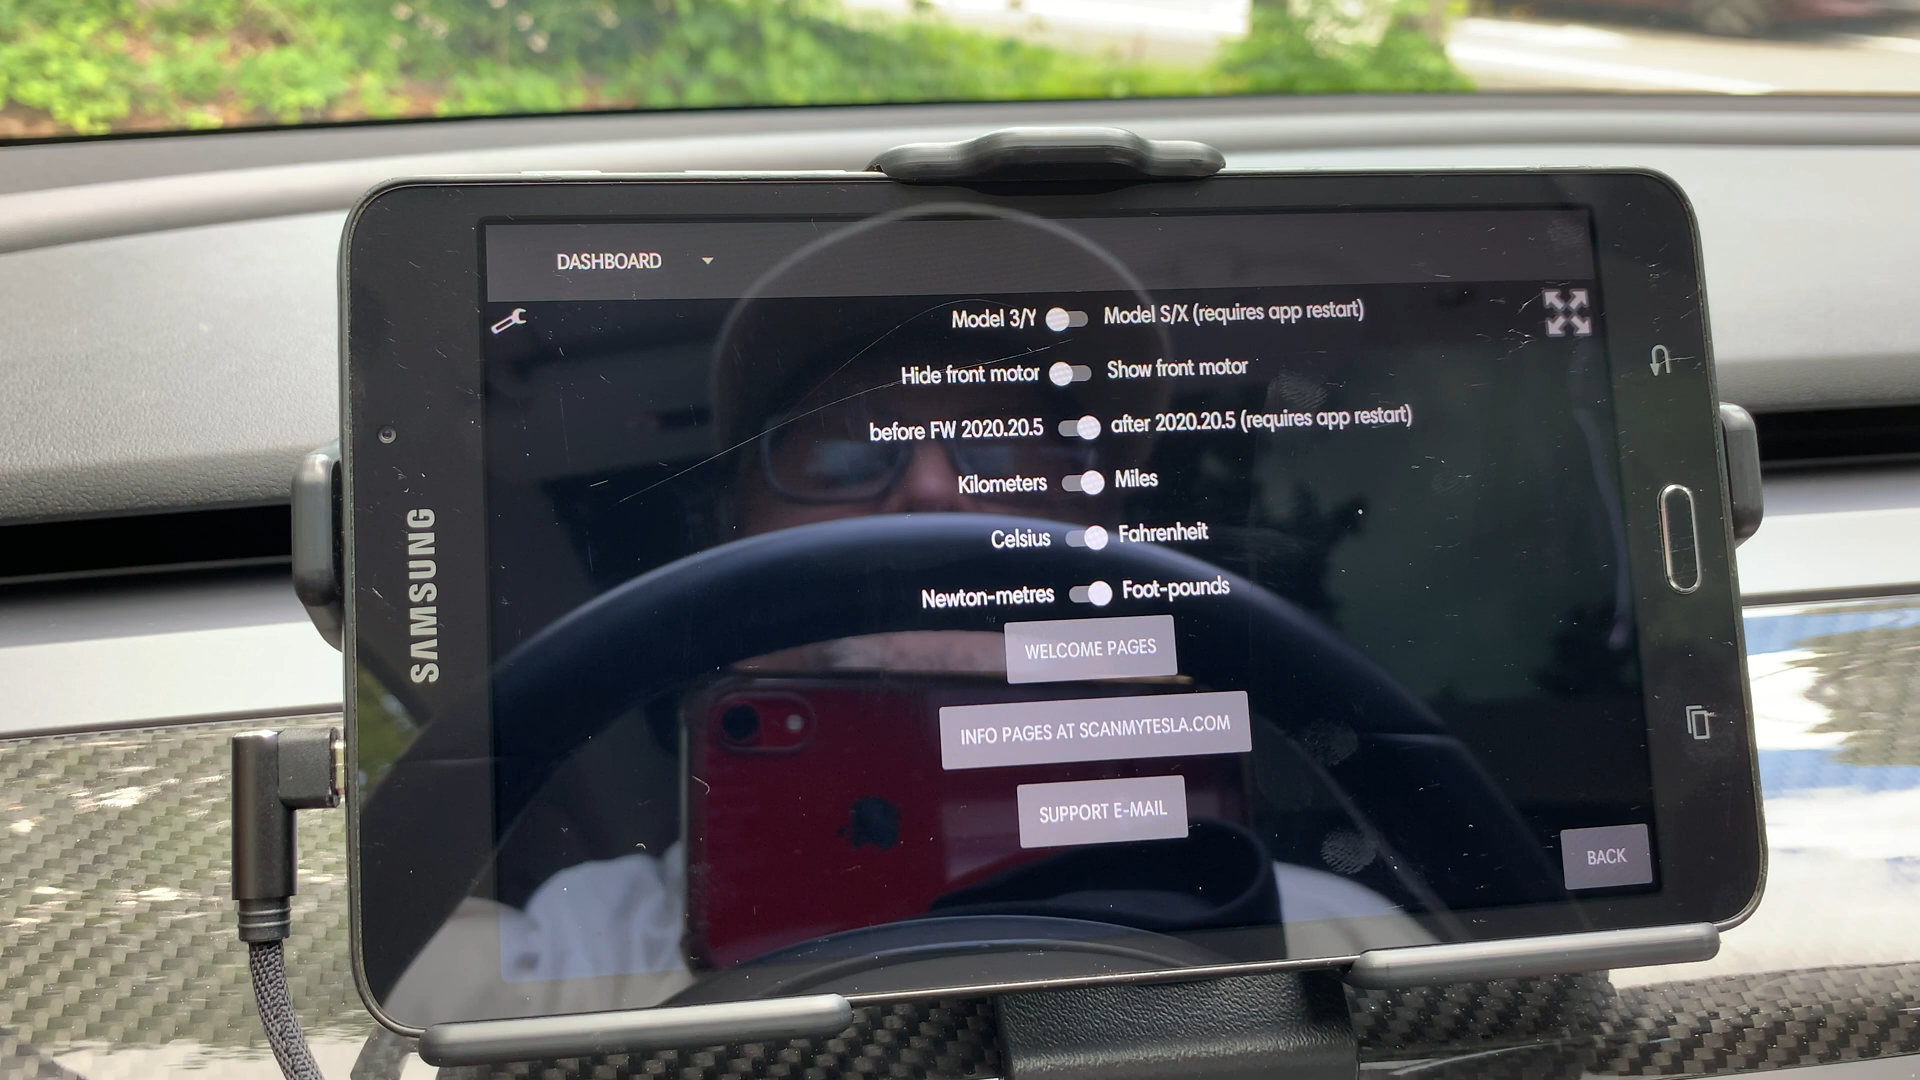 DASHBOARD
Model 3/Y Model S/X (requires app restart)
Hide front motor Show front motor
before FW 2020.20.5 after 2020.20.5 (requires app restart)
Kilometers Miles
Celsius Fahrenheit
Newton-metres Foot-pounds
WELCOME PAGES
INFO PAGES AT SCANMYTESLA.COM
SUPPORT E-MAIL
BACK
SAMSUNG